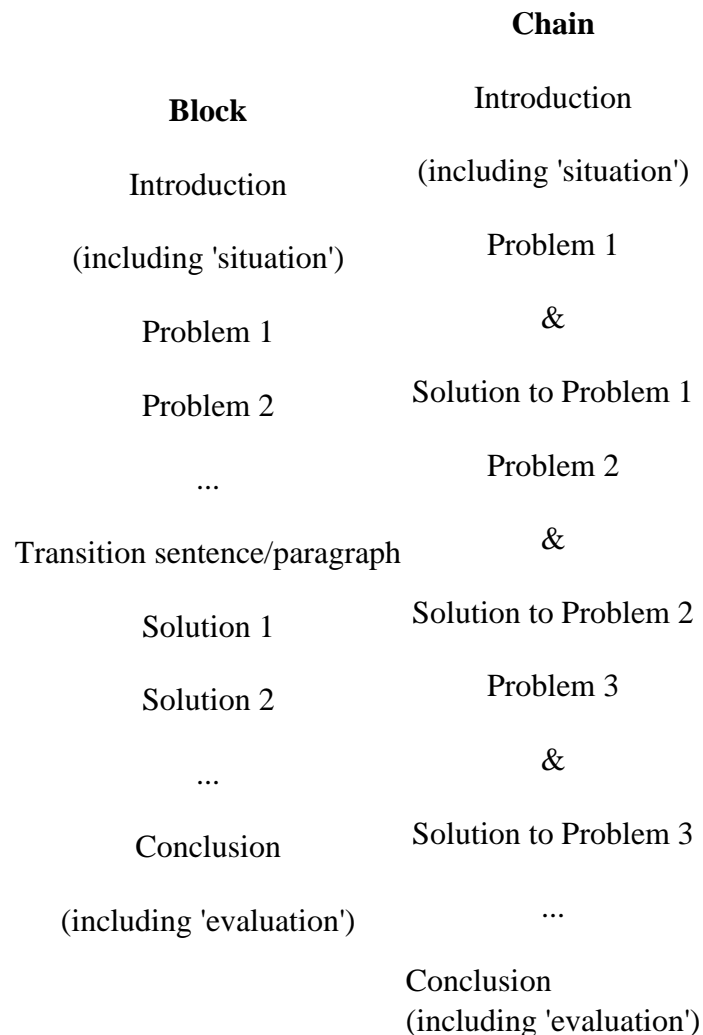 Block
Introduction
(including 'situation')
Problem 1
Problem 2
...
Transition sentence/paragraph
Solution 1
Solution 2
...
Conclusion
(including 'evaluation')
Chain
Introduction
(including 'situation')
Problem 1
&
Solution to Problem 1
Problem 2
&
Solution to Problem 2
Problem 3
&
Solution to Problem 3
...
Conclusion
(including 'evaluation')